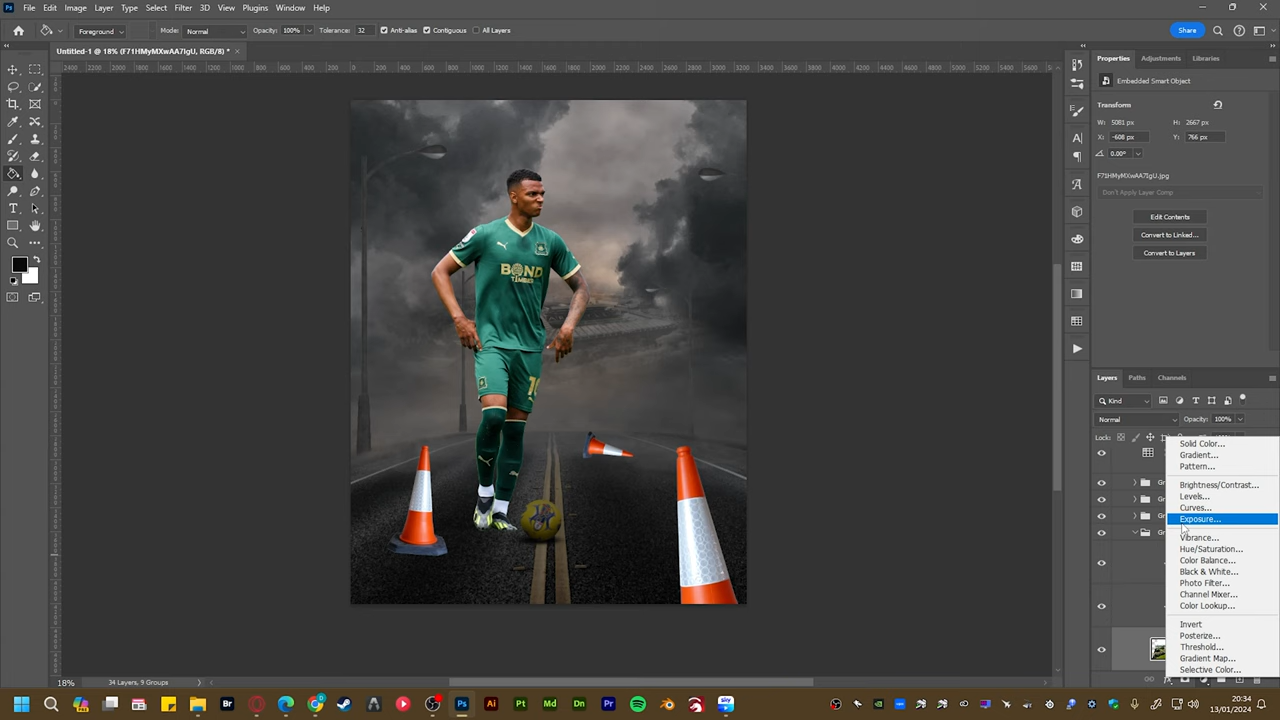 File Edit Image Layer Type Select Filter 3D View Plugins Window Help
Foreground Mode: Normal Opacity: 100% Tolerance: 32 Anti-alias Contiguous All Layers Share
Untitled-1 @ 18% (F71HMyMXwAA7IgU, RGB/8) *
Properties Adjustments Libraries
Embedded Smart Object
Transform
W: 5081 px H: 2667 px
X: -608 px Y: 766 px
0.00°
F71HMyMXwAA7IgU.jpg
Don't Apply Layer Comp
Edit Contents
Convert to Linked...
Convert to Layers
BOND
TIMBER
Layers Paths Channels
Kind
Normal Opacity: 100%
Lock:
Solid Color...
Gradient...
Pattern...
Brightness/Contrast...
Levels...
Curves...
Exposure...
Vibrance...
Hue/Saturation...
Color Balance...
Black & White...
Photo Filter...
Channel Mixer...
Color Lookup...
Invert
Posterize...
Threshold...
Gradient Map...
Selective Color...
18% 34 Layers, 9 Groups
20:34
13/01/2024